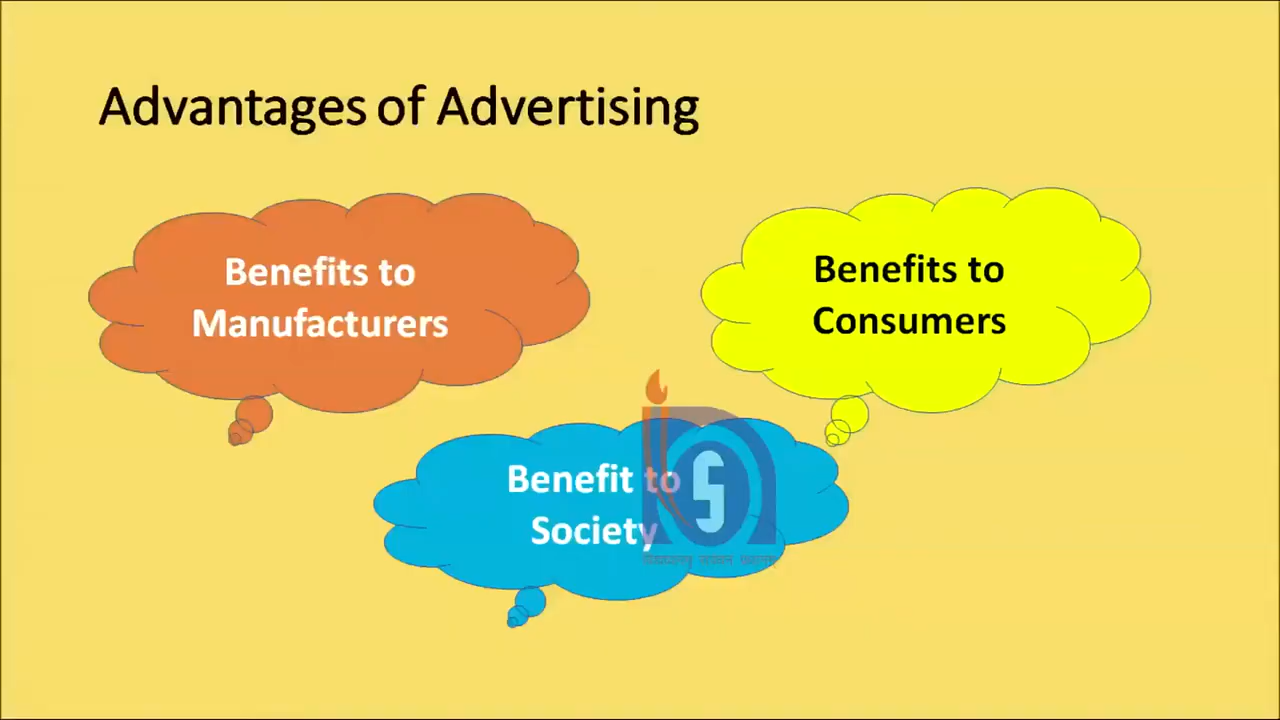 Advantages of Advertising
Benefits to
Manufacturers
Benefits to
Consumers
Benefit to
Society